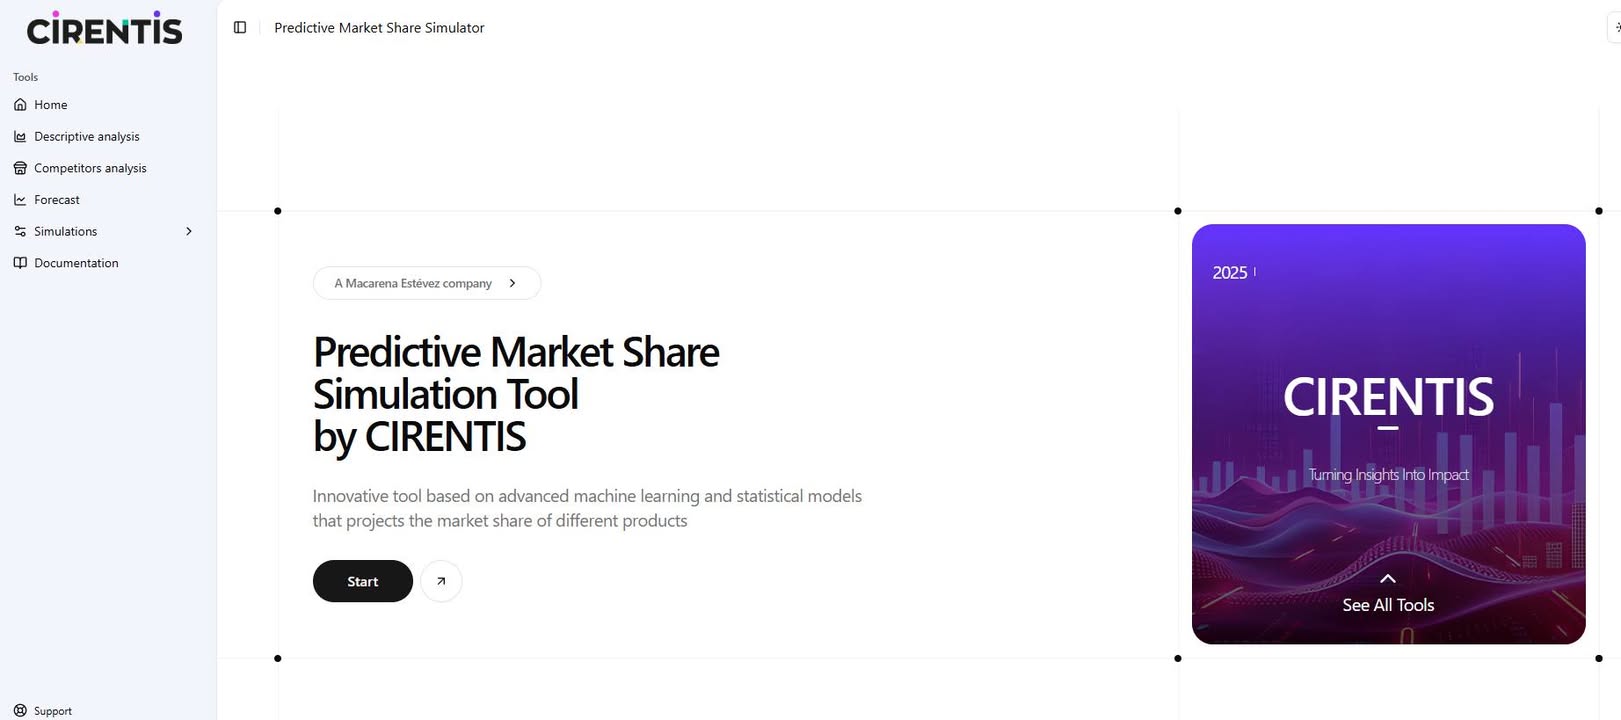 CIRENTIS
Predictive Market Share Simulator
Tools
Home
Descriptive analysis
Competitors analysis
Forecast
Simulations
Documentation
Support
A Macarena Estévez company
Predictive Market Share
Simulation Tool
by CIRENTIS
Innovative tool based on advanced machine learning and statistical models
that projects the market share of different products
Start
2025
CIRENTIS
Turning Insights Into Impact
See All Tools